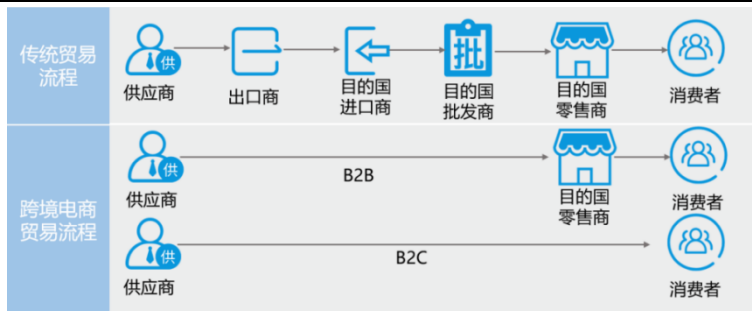 传统贸易
流程
供
供应商
出口商
目的国
进口商
批
目的国
批发商
目的国
零售商
消费者
跨境电商
贸易流程
供
供应商
B2B
目的国
零售商
消费者
供
供应商
B2C
消费者